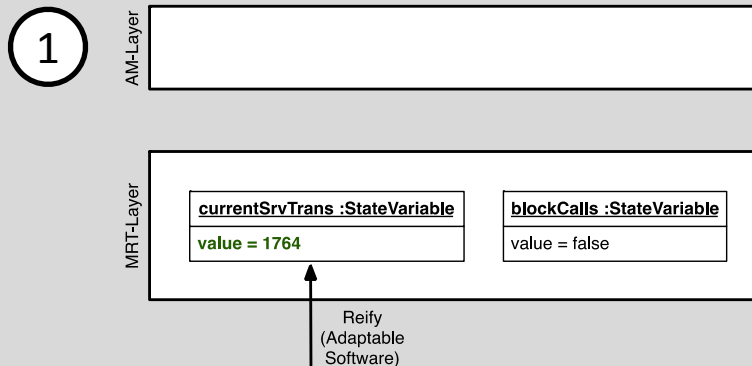 1
AM-Layer
MRT-Layer
currentSrvTrans :StateVariable
value = 1764
blockCalls :StateVariable
value = false
Reify
(Adaptable
Software)